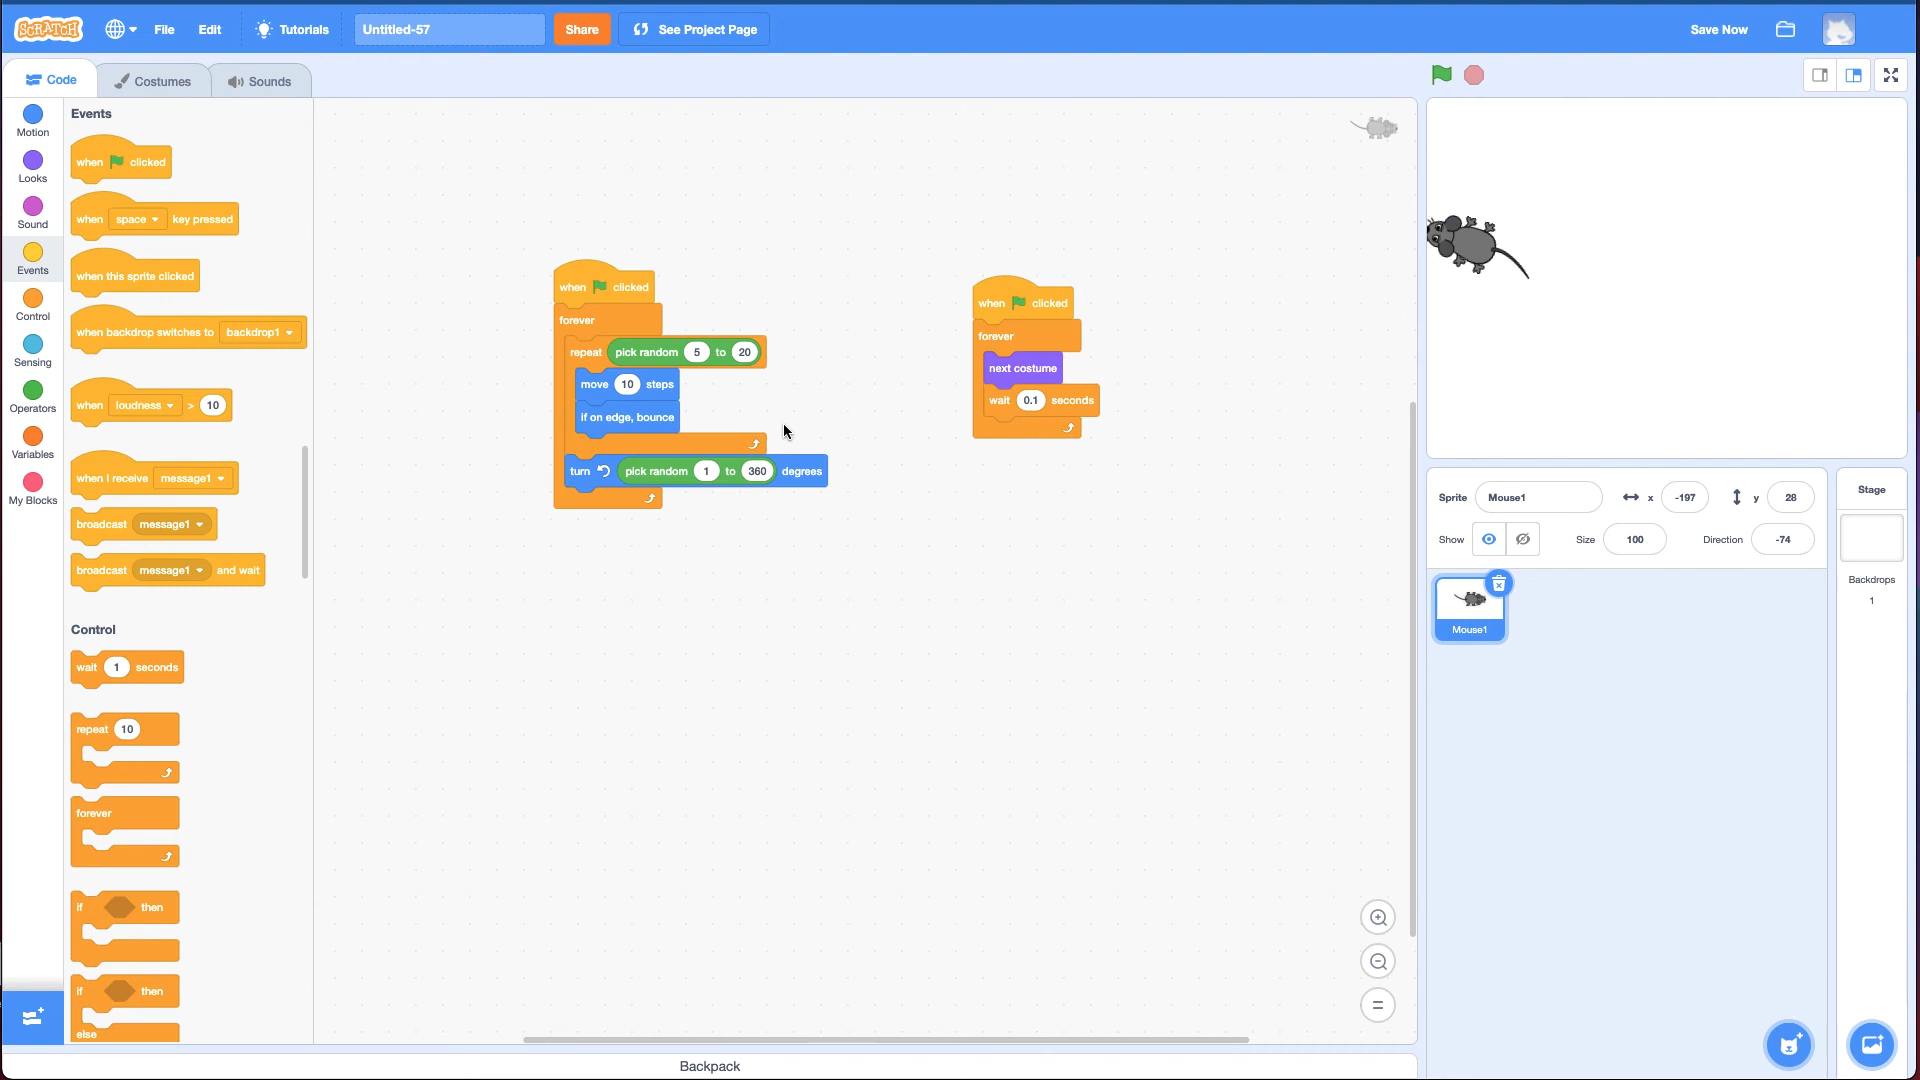 SCRATCH
File
Edit
Tutorials
Untitled-57
Share
See Project Page
Save Now
Code
Costumes
Sounds
Motion
Looks
Sound
Events
Control
Sensing
Operators
Variables
My Blocks
Events
when clicked
when space key pressed
when this sprite clicked
when backdrop switches to backdrop1
when loudness > 10
when I receive message1
broadcast message1
broadcast message1 and wait
Control
wait 1 seconds
repeat 10
forever
if then
if then
else
when clicked
forever
repeat pick random 5 to 20
move 10 steps
if on edge, bounce
turn pick random 1 to 360 degrees
when clicked
forever
next costume
wait 0.1 seconds
Sprite Mouse1 x -197 y 28
Show Size 100 Direction -74
Mouse1
Stage
Backdrops
1
Backpack